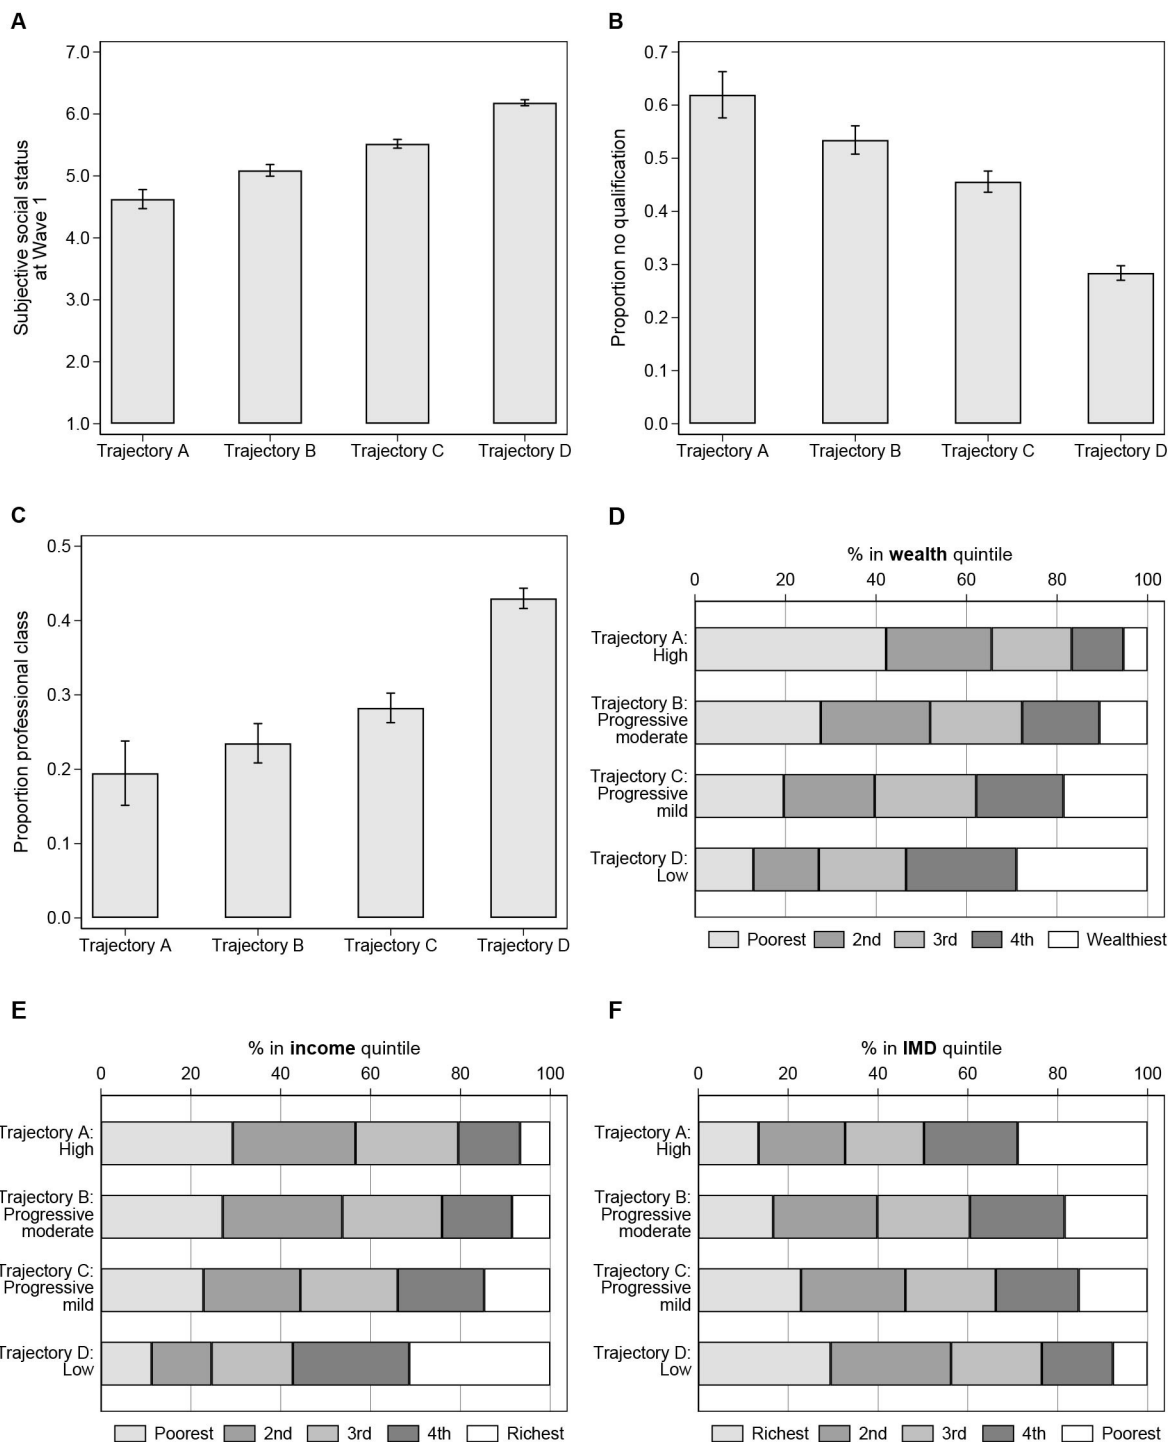 A
7.0
6.0
5.0
4.0
3.0
2.0
1.0
Subjective social status
at Wave 1
Trajectory A Trajectory B Trajectory C Trajectory D
B
0.7
0.6
0.5
0.4
0.3
0.2
0.1
0.0
Proportion no qualification
Trajectory A Trajectory B Trajectory C Trajectory D
C
0.5
0.4
0.3
0.2
0.1
0.0
Proportion professional class
Trajectory A Trajectory B Trajectory C Trajectory D
D
% in wealth quintile
0 20 40 60 80 100
Trajectory A:
High
Trajectory B:
Progressive
moderate
Trajectory C:
Progressive
mild
Trajectory D:
Low
Poorest 2nd 3rd 4th Wealthiest
E
% in income quintile
0 20 40 60 80 100
Trajectory A:
High
Trajectory B:
Progressive
moderate
Trajectory C:
Progressive
mild
Trajectory D:
Low
Poorest 2nd 3rd 4th Richest
F
% in IMD quintile
0 20 40 60 80 100
Trajectory A:
High
Trajectory B:
Progressive
moderate
Trajectory C:
Progressive
mild
Trajectory D:
Low
Richest 2nd 3rd 4th Poorest